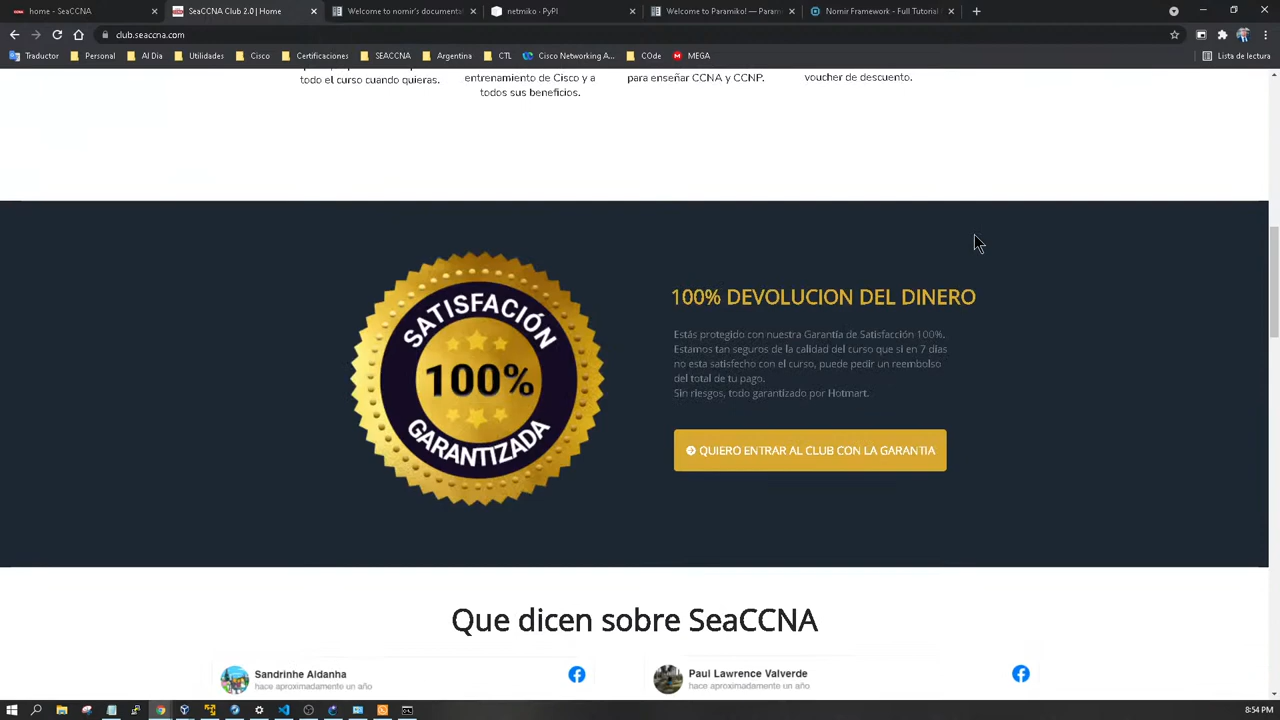 home - SeaCCNA
SeaCCNA Club 2.0 | Home
Welcome to nornir's documenta
netmiko · PyPI
Welcome to Paramiko! — Param
Nornir Framework - Full Tutorial
club.seaccna.com
Traductor
Personal
Al Dia
Utilidades
Cisco
Certificaciones
SEACCNA
Argentina
CTL
Cisco Networking A...
COde
MEGA
Lista de lectura
todo el curso cuando quieras.
entrenamiento de Cisco y a
todos sus beneficios.
para enseñar CCNA y CCNP.
voucher de descuento.
SATISFACIÓN
100%
GARANTIZADA
100% DEVOLUCION DEL DINERO
Estás protegido con nuestra Garantía de Satisfacción 100%.
Estamos tan seguros de la calidad del curso que si en 7 días
no esta satisfecho con el curso, puede pedir un reembolso
del total de tu pago.
Sin riesgos, todo garantizado por Hotmart.
QUIERO ENTRAR AL CLUB CON LA GARANTIA
Que dicen sobre SeaCCNA
Sandrinhe Aldanha
hace aproximadamente un año
Paul Lawrence Valverde
hace aproximadamente un año
8:54 PM